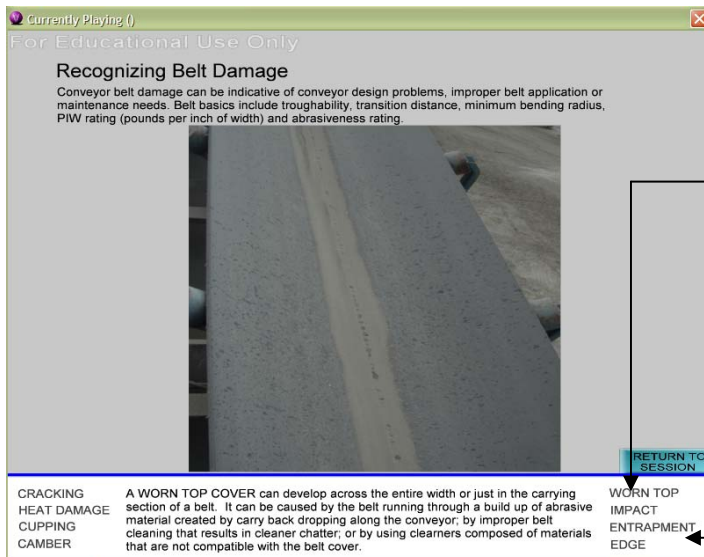 Currently Playing ()
For Educational Use Only
Recognizing Belt Damage
Conveyor belt damage can be indicative of conveyor design problems, improper belt application or
maintenance needs. Belt basics include troughability, transition distance, minimum bending radius,
PIW rating (pounds per inch of width) and abrasiveness rating.
RETURN TO
SESSION
CRACKING
HEAT DAMAGE
CUPPING
CAMBER
A WORN TOP COVER can develop across the entire width or just in the carrying
section of a belt. It can be caused by the belt running through a build up of abrasive
material created by carry back dropping along the conveyor; by improper belt
cleaning that results in cleaner chatter; or by using clearners composed of materials
that are not compatible with the belt cover.
WORN TOP
IMPACT
ENTRAPMENT
EDGE